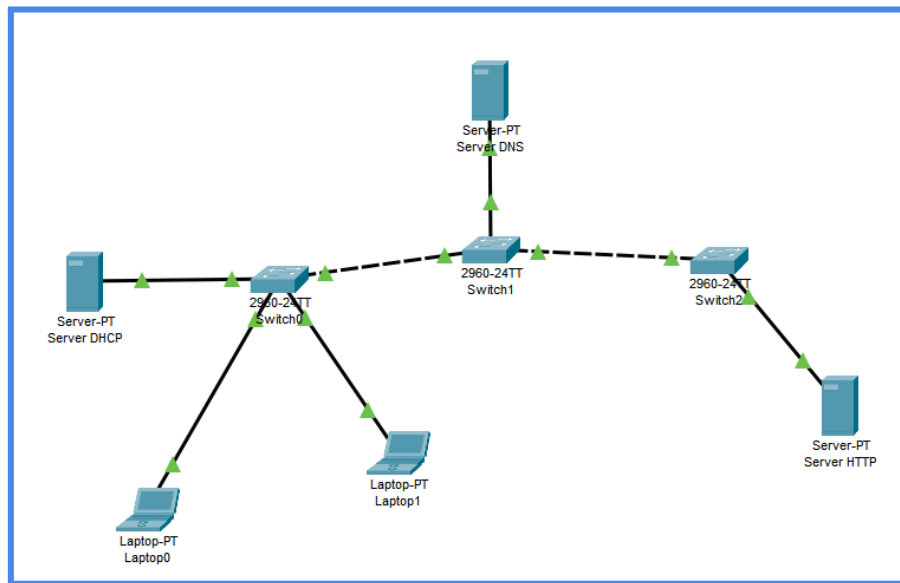 Server-PT
Server DNS
2960-24TT
Switch1
2960-24TT
Switch2
2960-24TT
Switch0
Server-PT
Server DHCP
Server-PT
Server HTTP
Laptop-PT
Laptop1
Laptop-PT
Laptop0